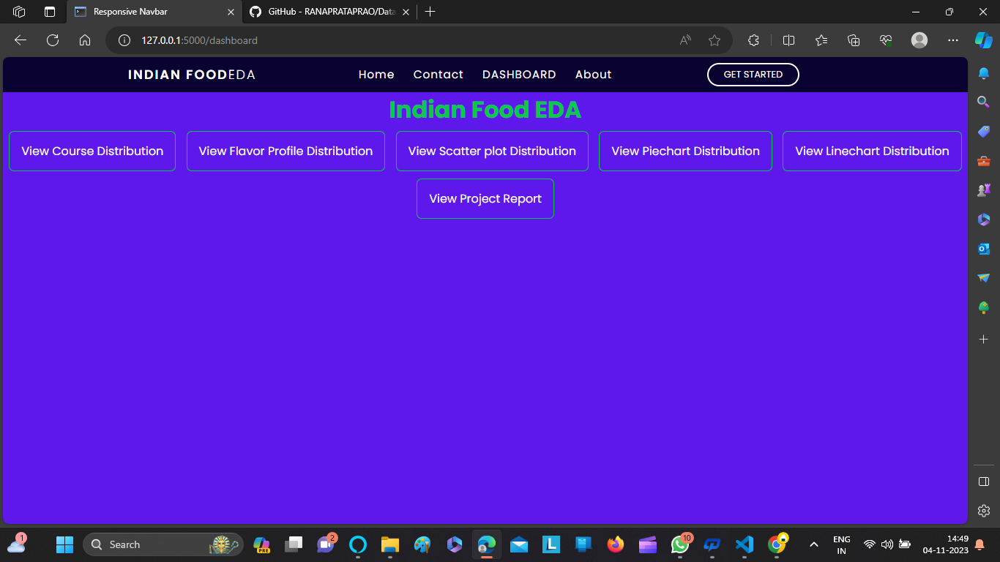 Responsive Navbar
GitHub - RANAPRATAPRAO/Data
127.0.0.1:5000/dashboard
INDIAN FOODEDA
Home
Contact
DASHBOARD
About
GET STARTED
Indian Food EDA
View Course Distribution
View Flavor Profile Distribution
View Scatter plot Distribution
View Piechart Distribution
View Linechart Distribution
View Project Report
1
Search
PRE
2
L
10
ENG
IN
14:49
04-11-2023